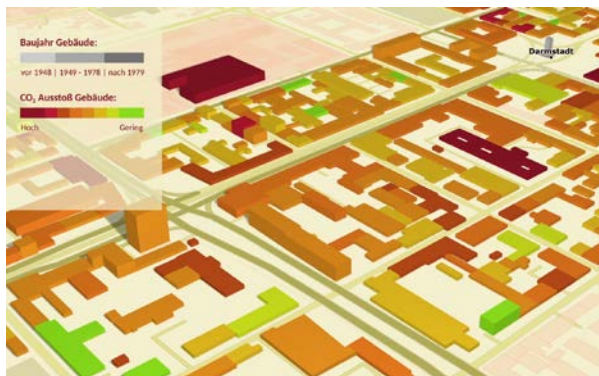 Baujahr Gebäude:
vor 1948 | 1949 - 1978 | nach 1979
CO₂ Ausstoß Gebäude:
Hoch Gering
Darmstadt